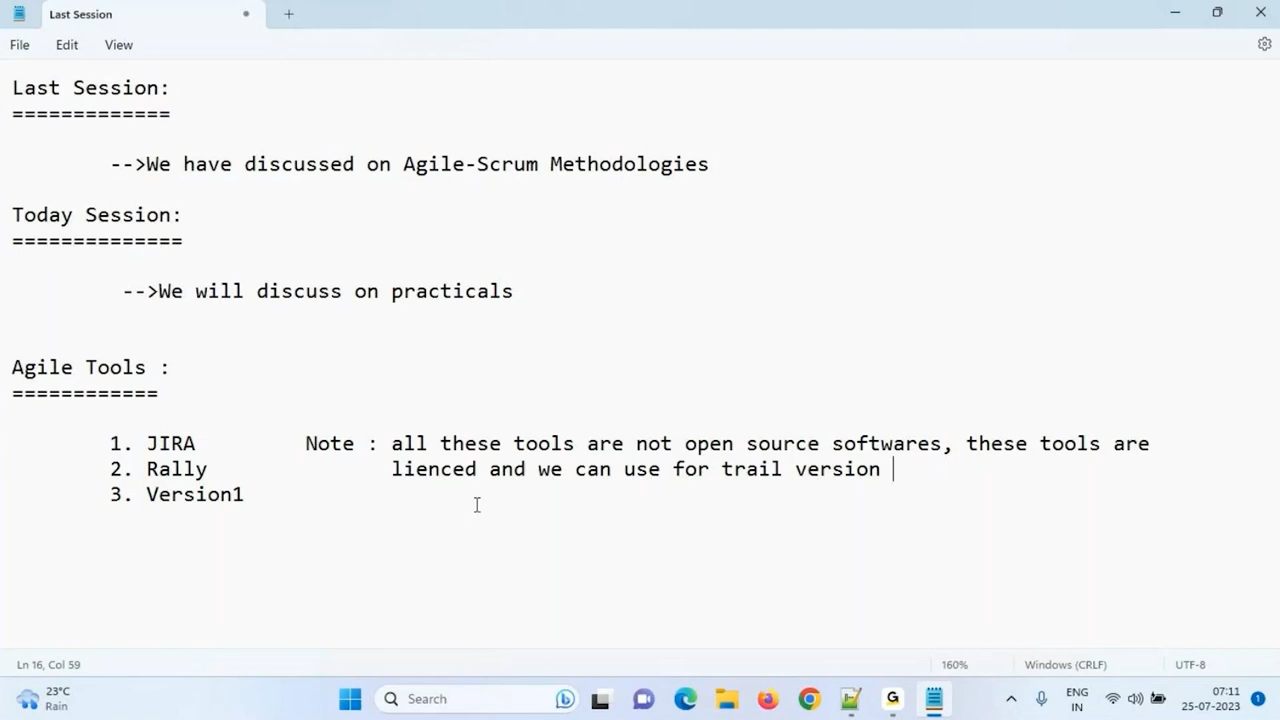 Last Session
File Edit View
Last Session:
=============
-->We have discussed on Agile-Scrum Methodologies
Today Session:
==============
-->We will discuss on practicals
Agile Tools :
============
1. JIRA Note : all these tools are not open source softwares, these tools are
2. Rally lienced and we can use for trail version
3. Version1
Ln 16, Col 59 160% Windows (CRLF) UTF-8
23°C
Rain
Search
ENG
IN
07:11
25-07-2023
1